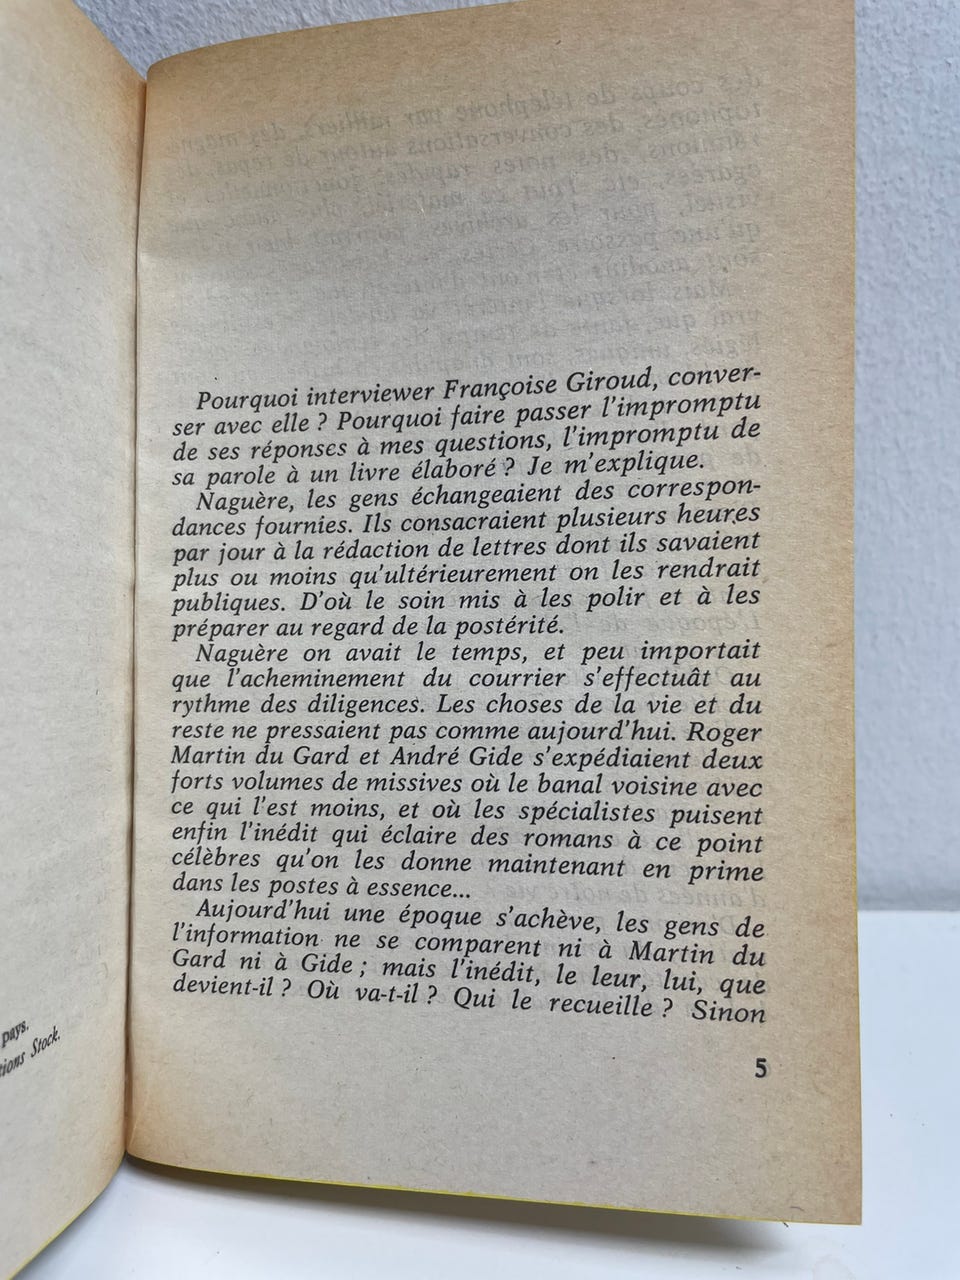 pays.
tions Stock.
Pourquoi interviewer Françoise Giroud, conver-
ser avec elle ? Pourquoi faire passer l'impromptu
de ses réponses à mes questions, l'impromptu de
sa parole à un livre élaboré ? Je m'explique.
Naguère, les gens échangeaient des correspon-
dances fournies. Ils consacraient plusieurs heures
par jour à la rédaction de lettres dont ils savaient
plus ou moins qu'ultérieurement on les rendrait
publiques. D'où le soin mis à les polir et à les
préparer au regard de la postérité.
Naguère on avait le temps, et peu importait
que l'acheminement du courrier s'effectuât au
rythme des diligences. Les choses de la vie et du
reste ne pressaient pas comme aujourd'hui. Roger
Martin du Gard et André Gide s'expédiaient deux
forts volumes de missives où le banal voisine avec
ce qui l'est moins, et où les spécialistes puisent
enfin l'inédit qui éclaire des romans à ce point
célèbres qu'on les donne maintenant en prime
dans les postes à essence...
Aujourd'hui une époque s'achève, les gens de
l'information ne se comparent ni à Martin du
Gard ni à Gide ; mais l'inédit, le leur, lui, que
devient-il ? Où va-t-il ? Qui le recueille ? Sinon
5